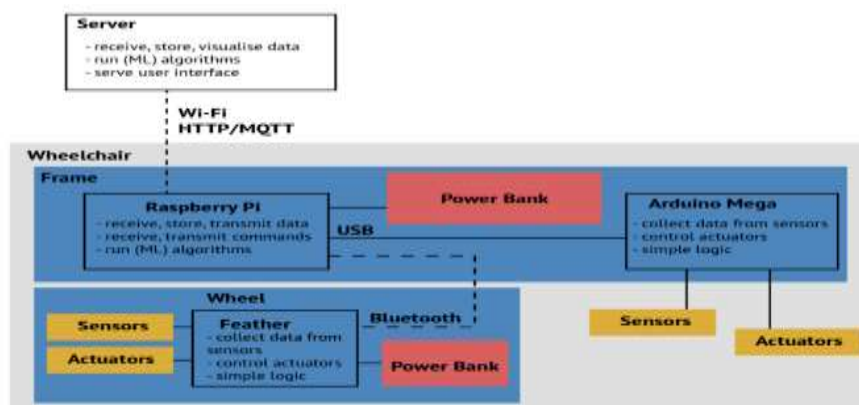 Server
- receive, store, visualise data
- run (ML) algorithms
- serve user interface
Wi-Fi
HTTP/MQTT
Wheelchair
Frame
Raspberry Pi
- receive, store, transmit data
- receive, transmit commands
- run (ML) algorithms
Power Bank
USB
Arduino Mega
- collect data from sensors
- control actuators
- simple logic
Wheel
Sensors
Actuators
Feather
- collect data from
sensors
- control actuators
- simple logic
Bluetooth
Power Bank
Sensors
Actuators